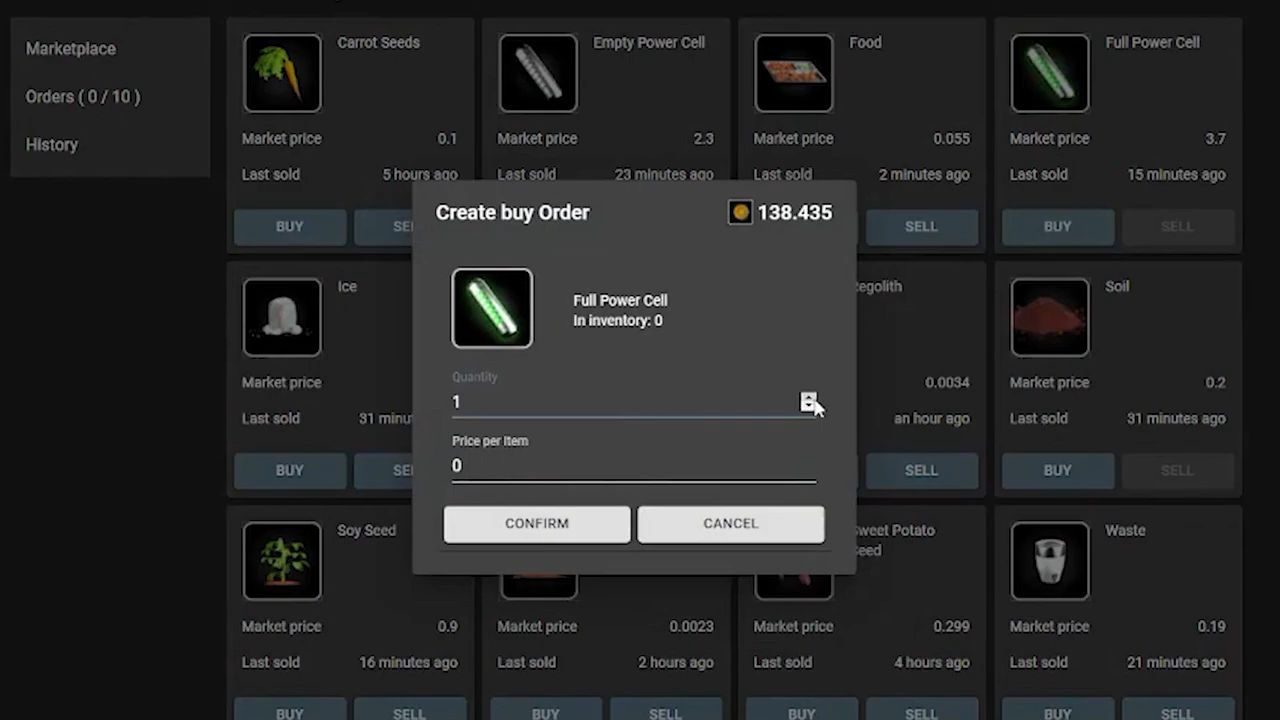 Marketplace
Orders ( 0 / 10 )
History
Carrot Seeds
Market price 0.1
Last sold 5 hours ago
BUY
Empty Power Cell
Market price 2.3
Last sold 23 minutes ago
Food
Market price 0.055
Last sold 2 minutes ago
SELL
Full Power Cell
Market price 3.7
Last sold 15 minutes ago
BUY SELL
Create buy Order 138.435
Full Power Cell
In inventory: 0
Quantity
1
Price per Item
0
CONFIRM CANCEL
Ice
Market price
Last sold
BUY
0.0034
an hour ago
SELL
Soil
Market price 0.2
Last sold 31 minutes ago
BUY SELL
Soy Seed
Market price 0.9
Last sold 16 minutes ago
BUY SELL
Market price 0.0023
Last sold 2 hours ago
BUY SELL
Sweet Potato
Seed
Market price 0.299
Last sold 4 hours ago
BUY SELL
Waste
Market price 0.19
Last sold 21 minutes ago
BUY SELL